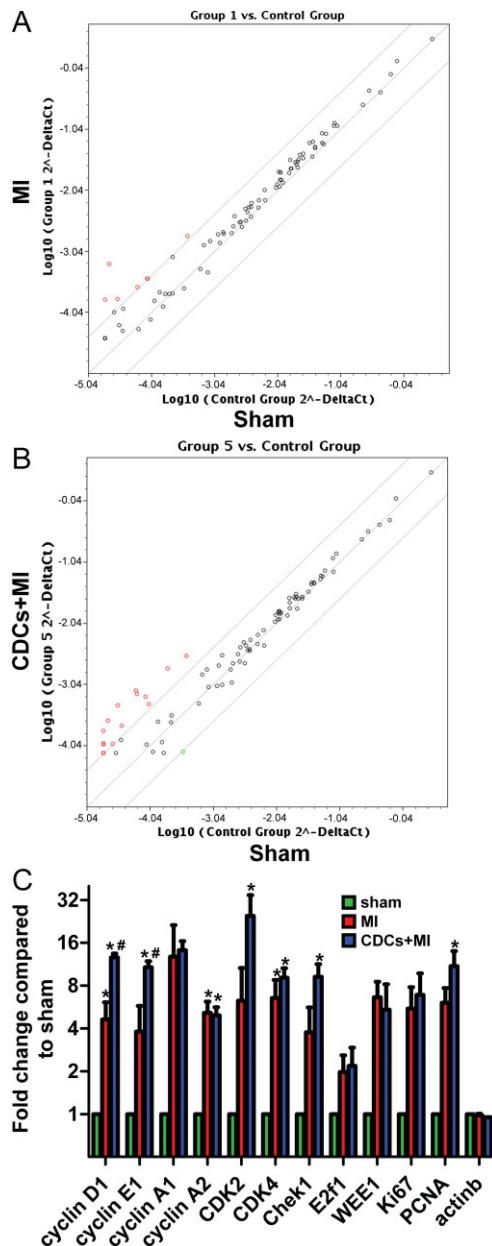 A
Group 1 vs. Control Group
MI
Log10 (Group 1 2^-DeltaCt)
-0.04
-1.04
-2.04
-3.04
-4.04
-5.04 -4.04 -3.04 -2.04 -1.04 -0.04
Log10 (Control Group 2^-DeltaCt)
Sham
B
Group 5 vs. Control Group
CDCs+MI
Log10 (Group 5 2^-DeltaCt)
-0.04
-1.04
-2.04
-3.04
-4.04
-5.04 -4.04 -3.04 -2.04 -1.04 -0.04
Log10 (Control Group 2^-DeltaCt)
Sham
C
Fold change compared
to sham
32
16
8
4
2
1
sham
MI
CDCs+MI
* *# *# * * * * * * *
cyclin D1
cyclin E1
cyclin A1
cyclin A2
CDK2
CDK4
Chek1
E2f1
WEE1
Ki67
PCNA
actinb